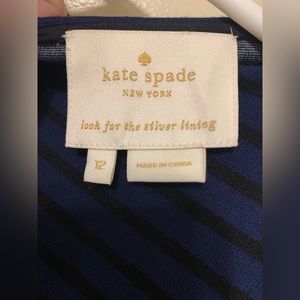 kate spade
NEW YORK
look for the silver lining
12
MADE IN CHINA